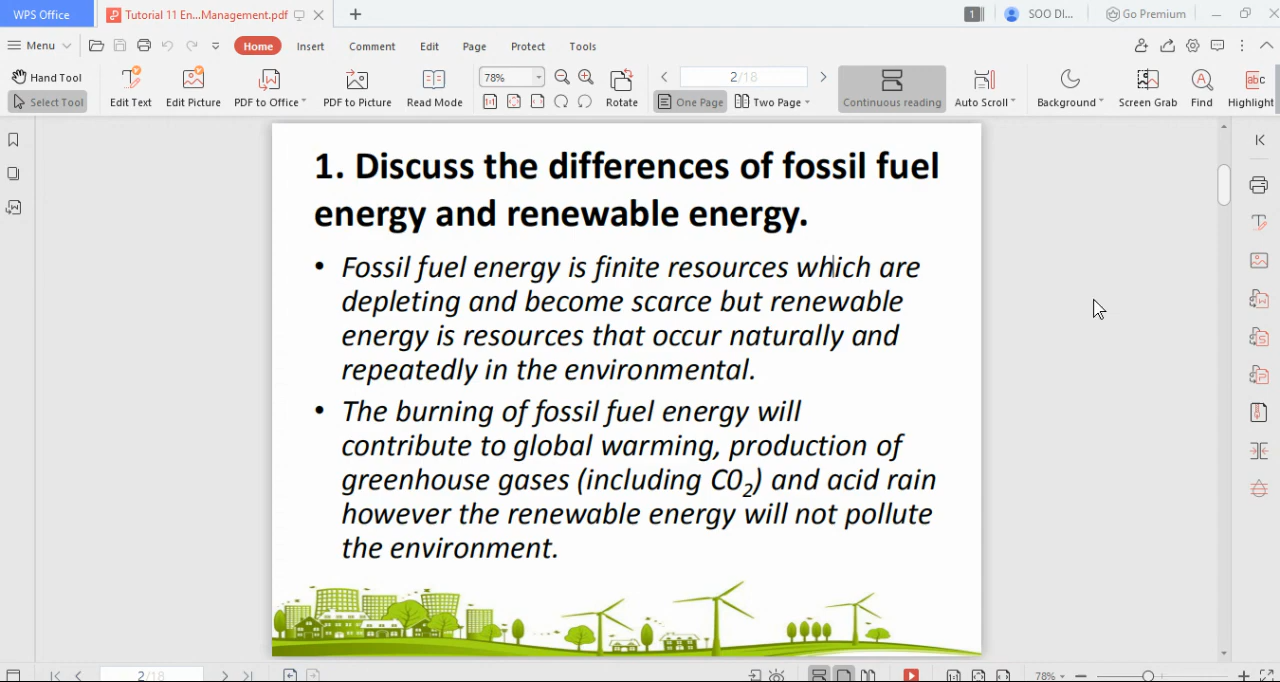 WPS Office
Tutorial 11 En...Management.pdf
1
SOO DI...
Go Premium
Menu
Home
Insert
Comment
Edit
Page
Protect
Tools
Hand Tool
Select Tool
Edit Text
Edit Picture
PDF to Office
PDF to Picture
Read Mode
78%
Rotate
2/18
One Page
Two Page
Continuous reading
Auto Scroll
Background
Screen Grab
Find
Highlight
1. Discuss the differences of fossil fuel
energy and renewable energy.
• Fossil fuel energy is finite resources which are
depleting and become scarce but renewable
energy is resources that occur naturally and
repeatedly in the environmental.
• The burning of fossil fuel energy will
contribute to global warming, production of
greenhouse gases (including C0₂) and acid rain
however the renewable energy will not pollute
the environment.
2/18
78%